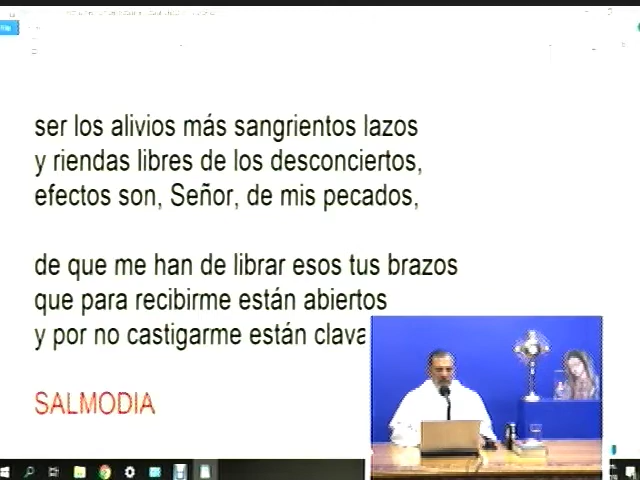 ser los alivios más sangrientos lazos
y riendas libres de los desconciertos,
efectos son, Señor, de mis pecados,
de que me han de librar esos tus brazos
que para recibirme están abiertos
y por no castigarme están clava
SALMODIA